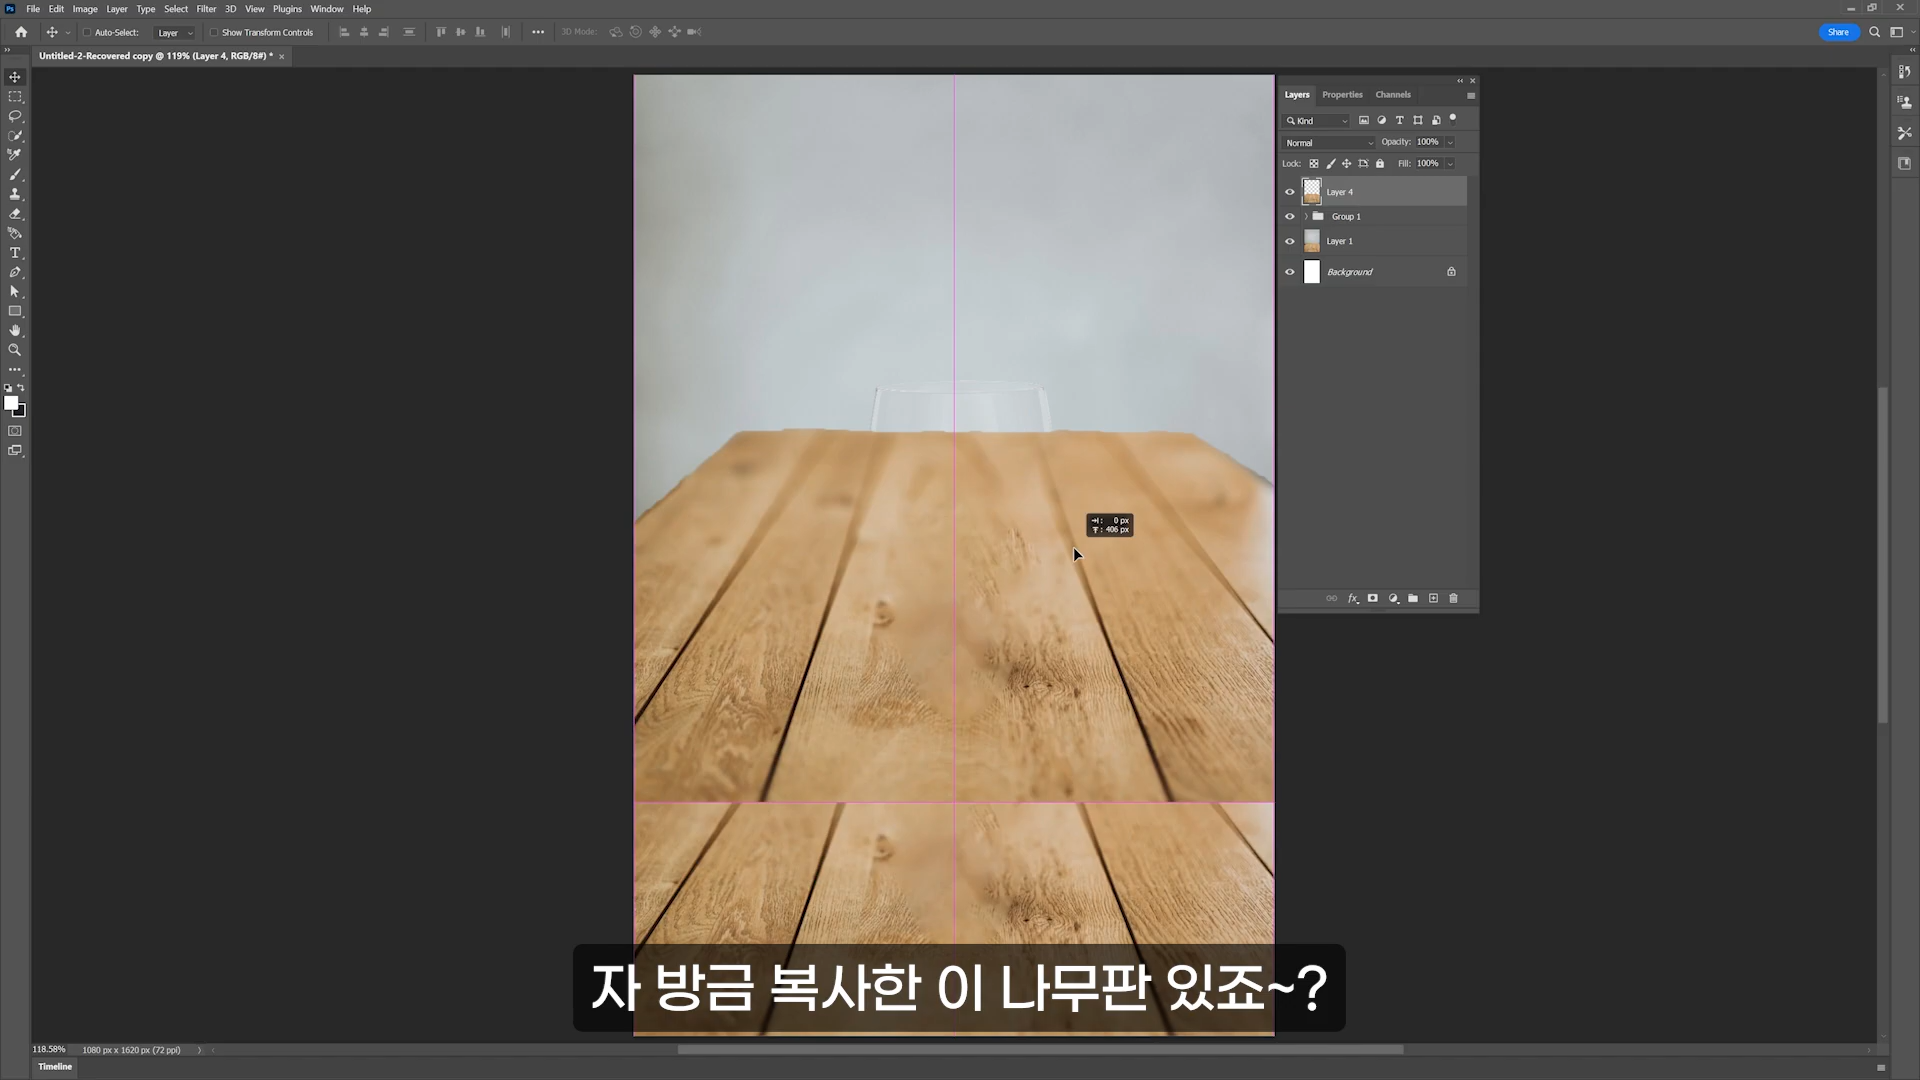 File Edit Image Layer Type Select Filter 3D View Plugins Window Help
Auto-Select: Layer Show Transform Controls 3D Mode: Share
Untitled-2-Recovered copy @ 119% (Layer 4, RGB/8#) *
Layers Properties Channels
Kind
Normal Opacity: 100%
Lock: Fill: 100%
Layer 4
Group 1
Layer 1
Background
0 px
406 px
fx
자 방금 복사한 이 나무판 있죠~?
118.58% 1080 px x 1620 px (72 ppi)
Timeline